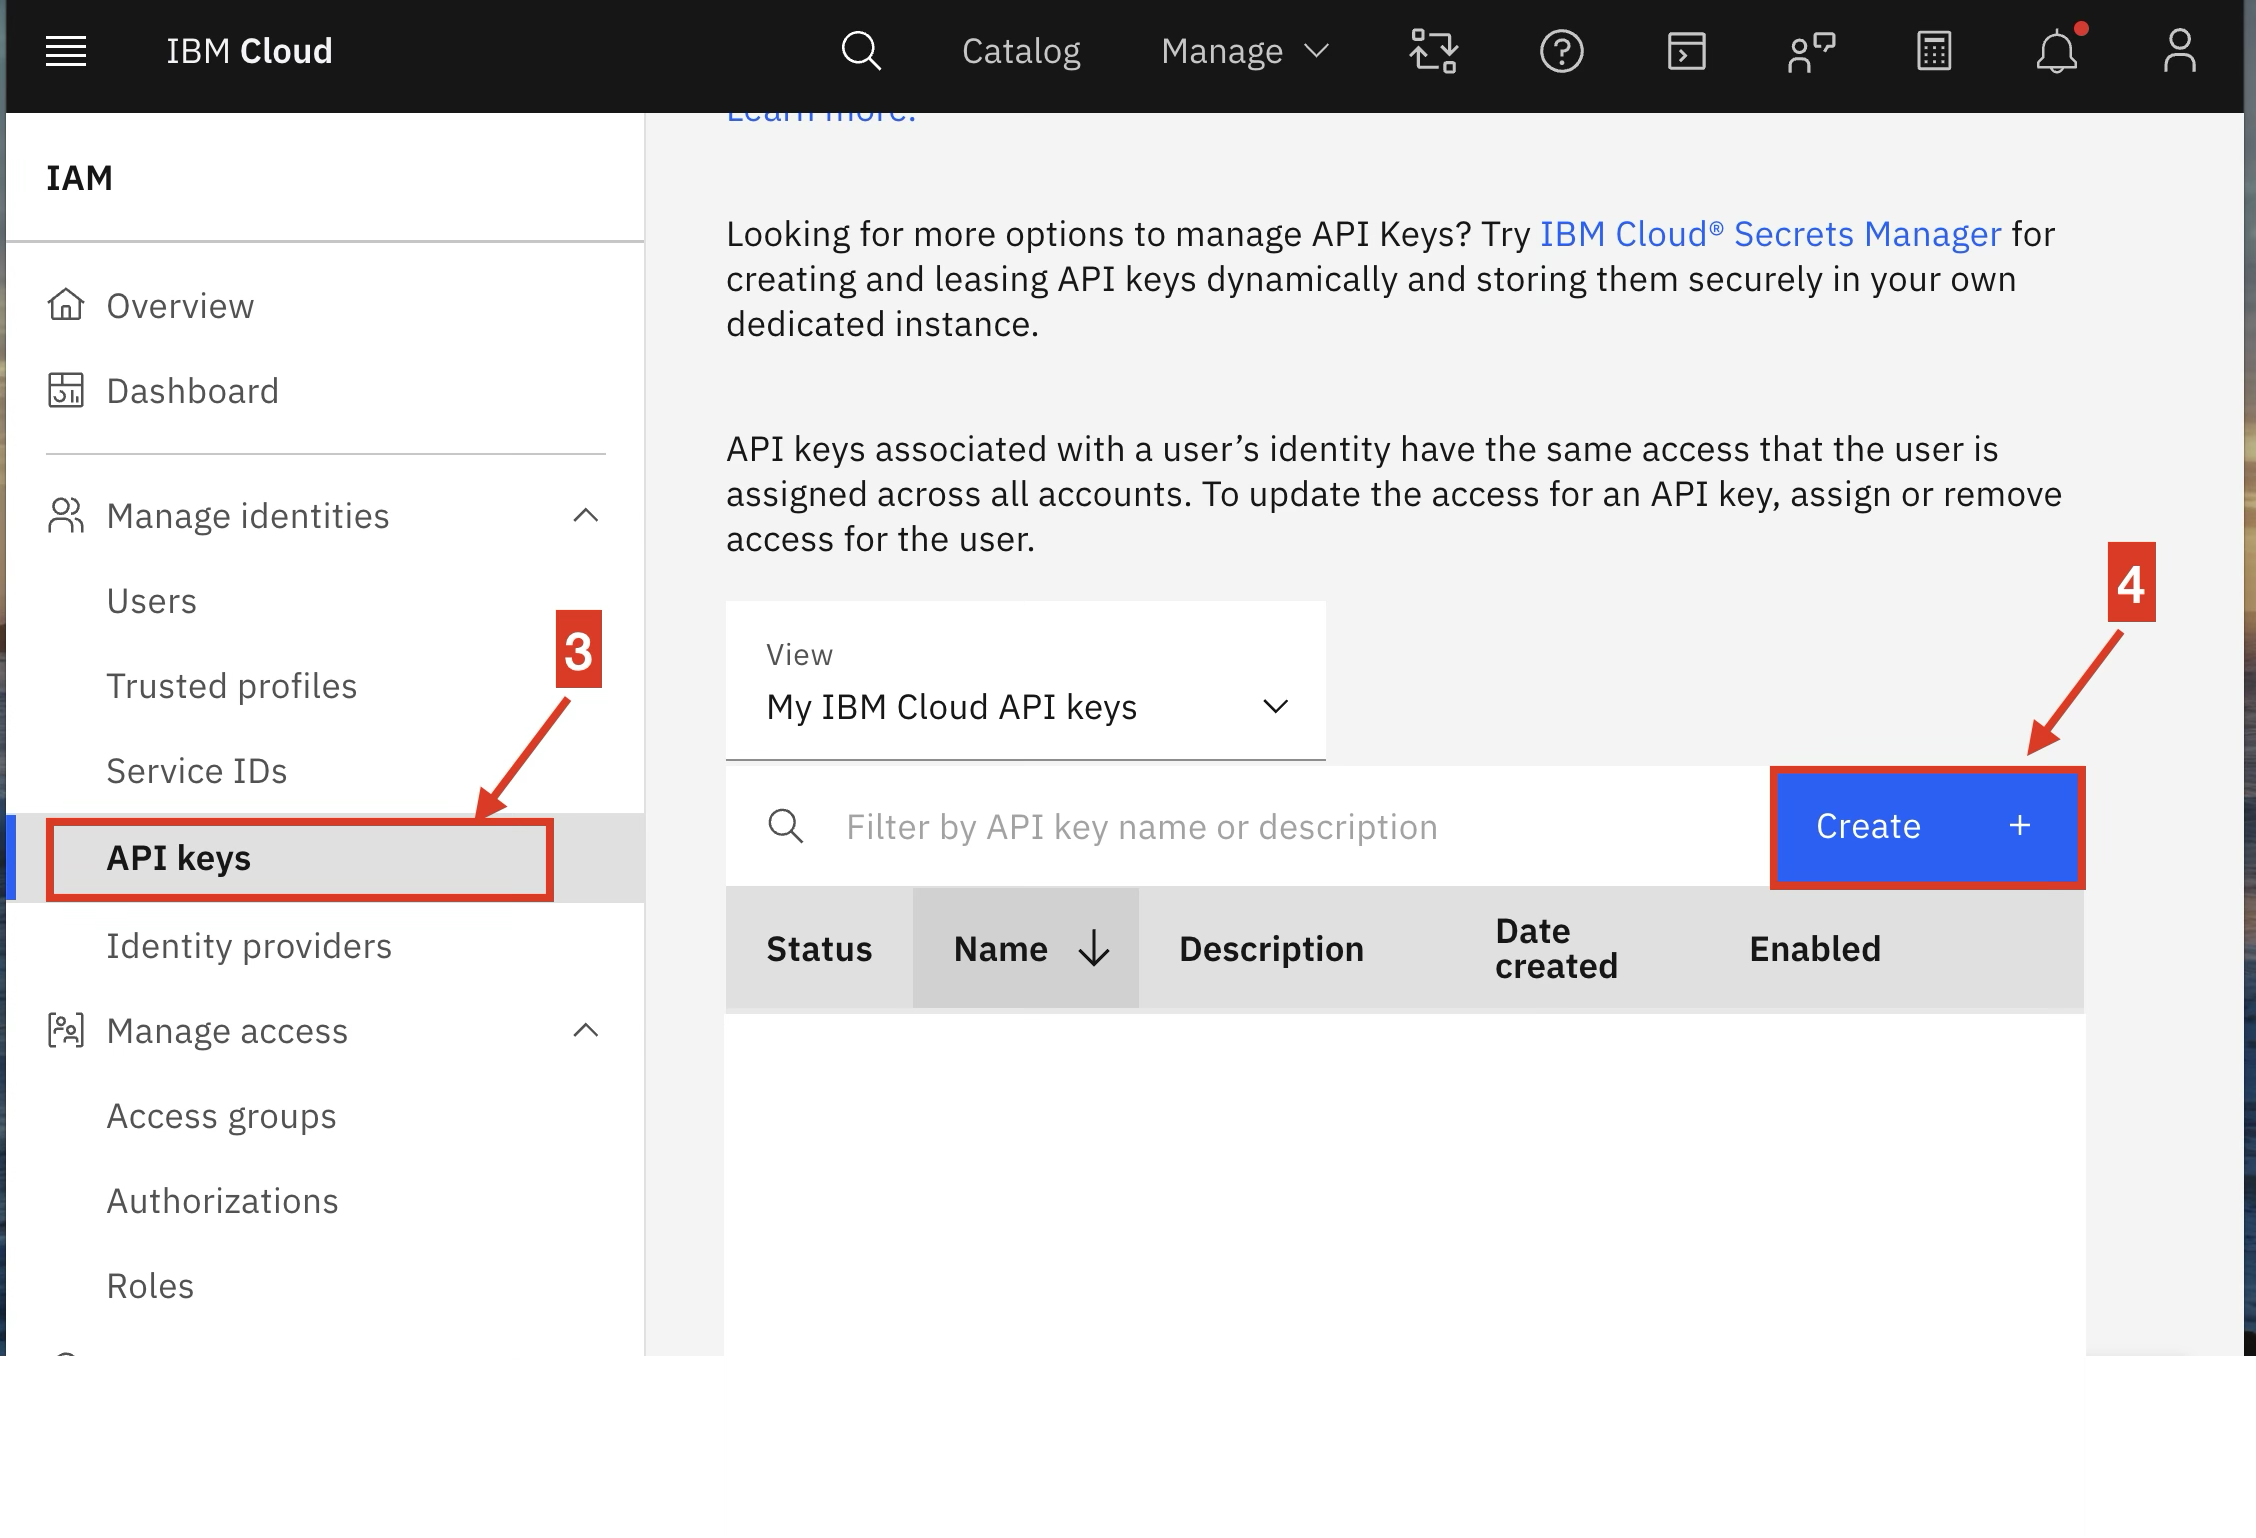 IBM Cloud
Catalog
Manage
IAM
Overview
Dashboard
Manage identities
Users
Trusted profiles
Service IDs
API keys
Identity providers
Manage access
Access groups
Authorizations
Roles
3
Learn more.
Looking for more options to manage API Keys? Try IBM Cloud® Secrets Manager for
creating and leasing API keys dynamically and storing them securely in your own
dedicated instance.
API keys associated with a user’s identity have the same access that the user is
assigned across all accounts. To update the access for an API key, assign or remove
access for the user.
4
View
My IBM Cloud API keys
Filter by API key name or description
Create +
Status
Name
Description
Date
created
Enabled